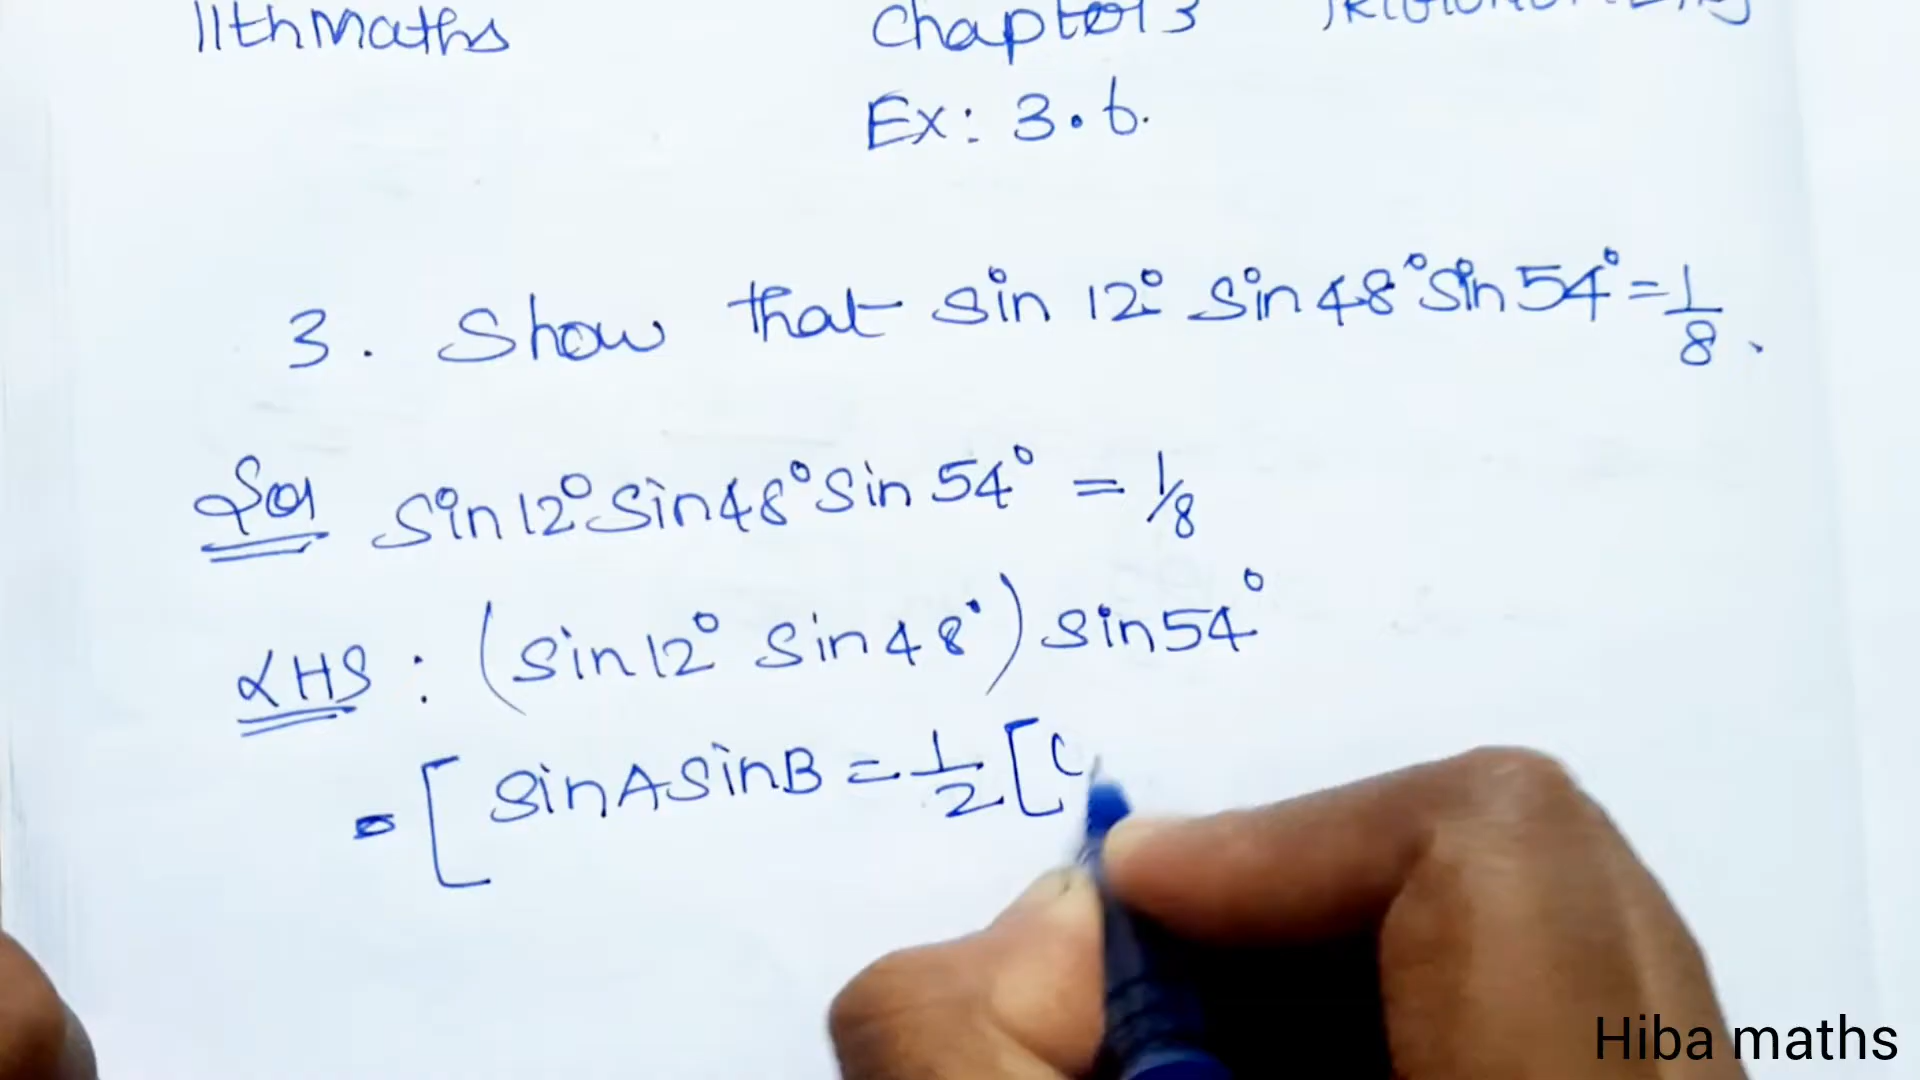 11th Maths Chapter 3
Ex: 3.6.
3. Show that sin 12° sin 48° sin 54° = 1/8.
Sol sin 12° sin 48° sin 54° = 1/8
LHS : (sin 12° sin 48°) sin 54°
= [ sin A sin B = 1/2 [ C
Hiba maths